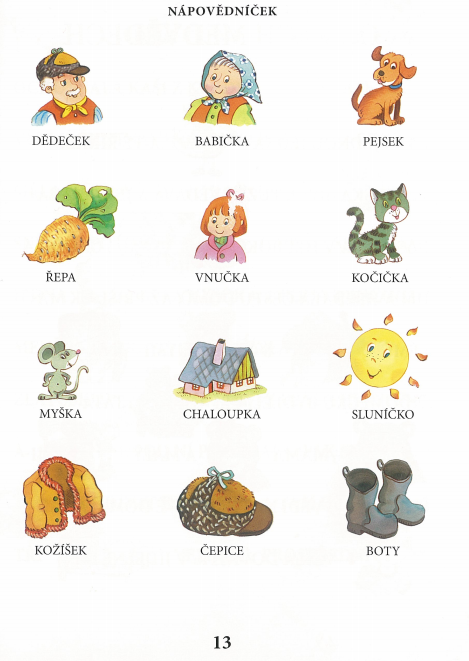 NÁPOVĚDNÍČEK
DĚDEČEK BABIČKA PEJSEK
ŘEPA VNUČKA KOČIČKA
MYŠKA CHALOUPKA SLUNÍČKO
KOŽÍŠEK ČEPICE BOTY
13